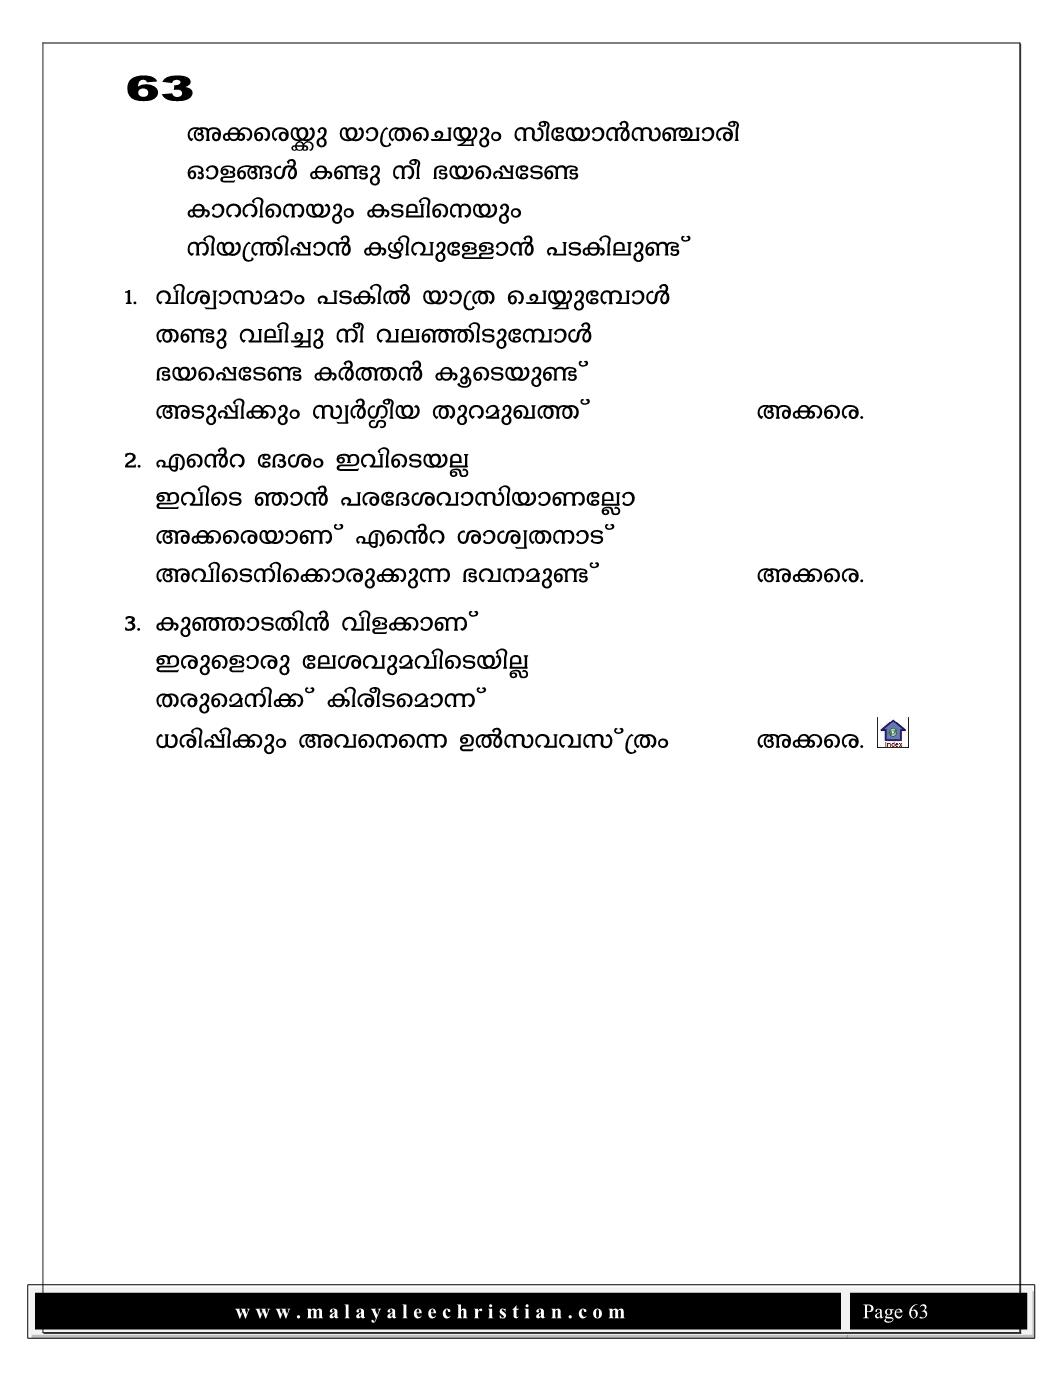 63
അക്കരെയ്ക്കു യാത്രചെയ്യും സീയോൻസഞ്ചാരീ
ഓളങ്ങൾ കണ്ടു നീ ഭയപ്പെടേണ്ട
കാററിനെയും കടലിനെയും
നിയന്ത്രിപ്പാൻ കഴിവുള്ളോൻ പടകിലുണ്ട്
1. വിശ്വാസമാം പടകിൽ യാത്ര ചെയ്യുമ്പോൾ
തണ്ടു വലിച്ചു നീ വലഞ്ഞിടുമ്പോൾ
ഭയപ്പെടേണ്ട കർത്തൻ കൂടെയുണ്ട്
അടുപ്പിക്കും സ്വർഗ്ഗീയ തുറമുഖത്ത് അക്കരെ.
2. എൻെറ ദേശം ഇവിടെയല്ല
ഇവിടെ ഞാൻ പരദേശവാസിയാണല്ലോ
അക്കരെയാണ് എൻെറ ശാശ്വതനാട്
അവിടെനിക്കൊരുക്കുന്ന ഭവനമുണ്ട് അക്കരെ.
3. കുഞ്ഞാടതിൻ വിളക്കാണ്
ഇരുളൊരു ലേശവുമവിടെയില്ല
തരുമെനിക്ക് കിരീടമൊന്ന്
ധരിപ്പിക്കും അവനെന്നെ ഉൽസവവസ്ത്രം അക്കരെ. Index
www.malayaleechristian.com Page 63